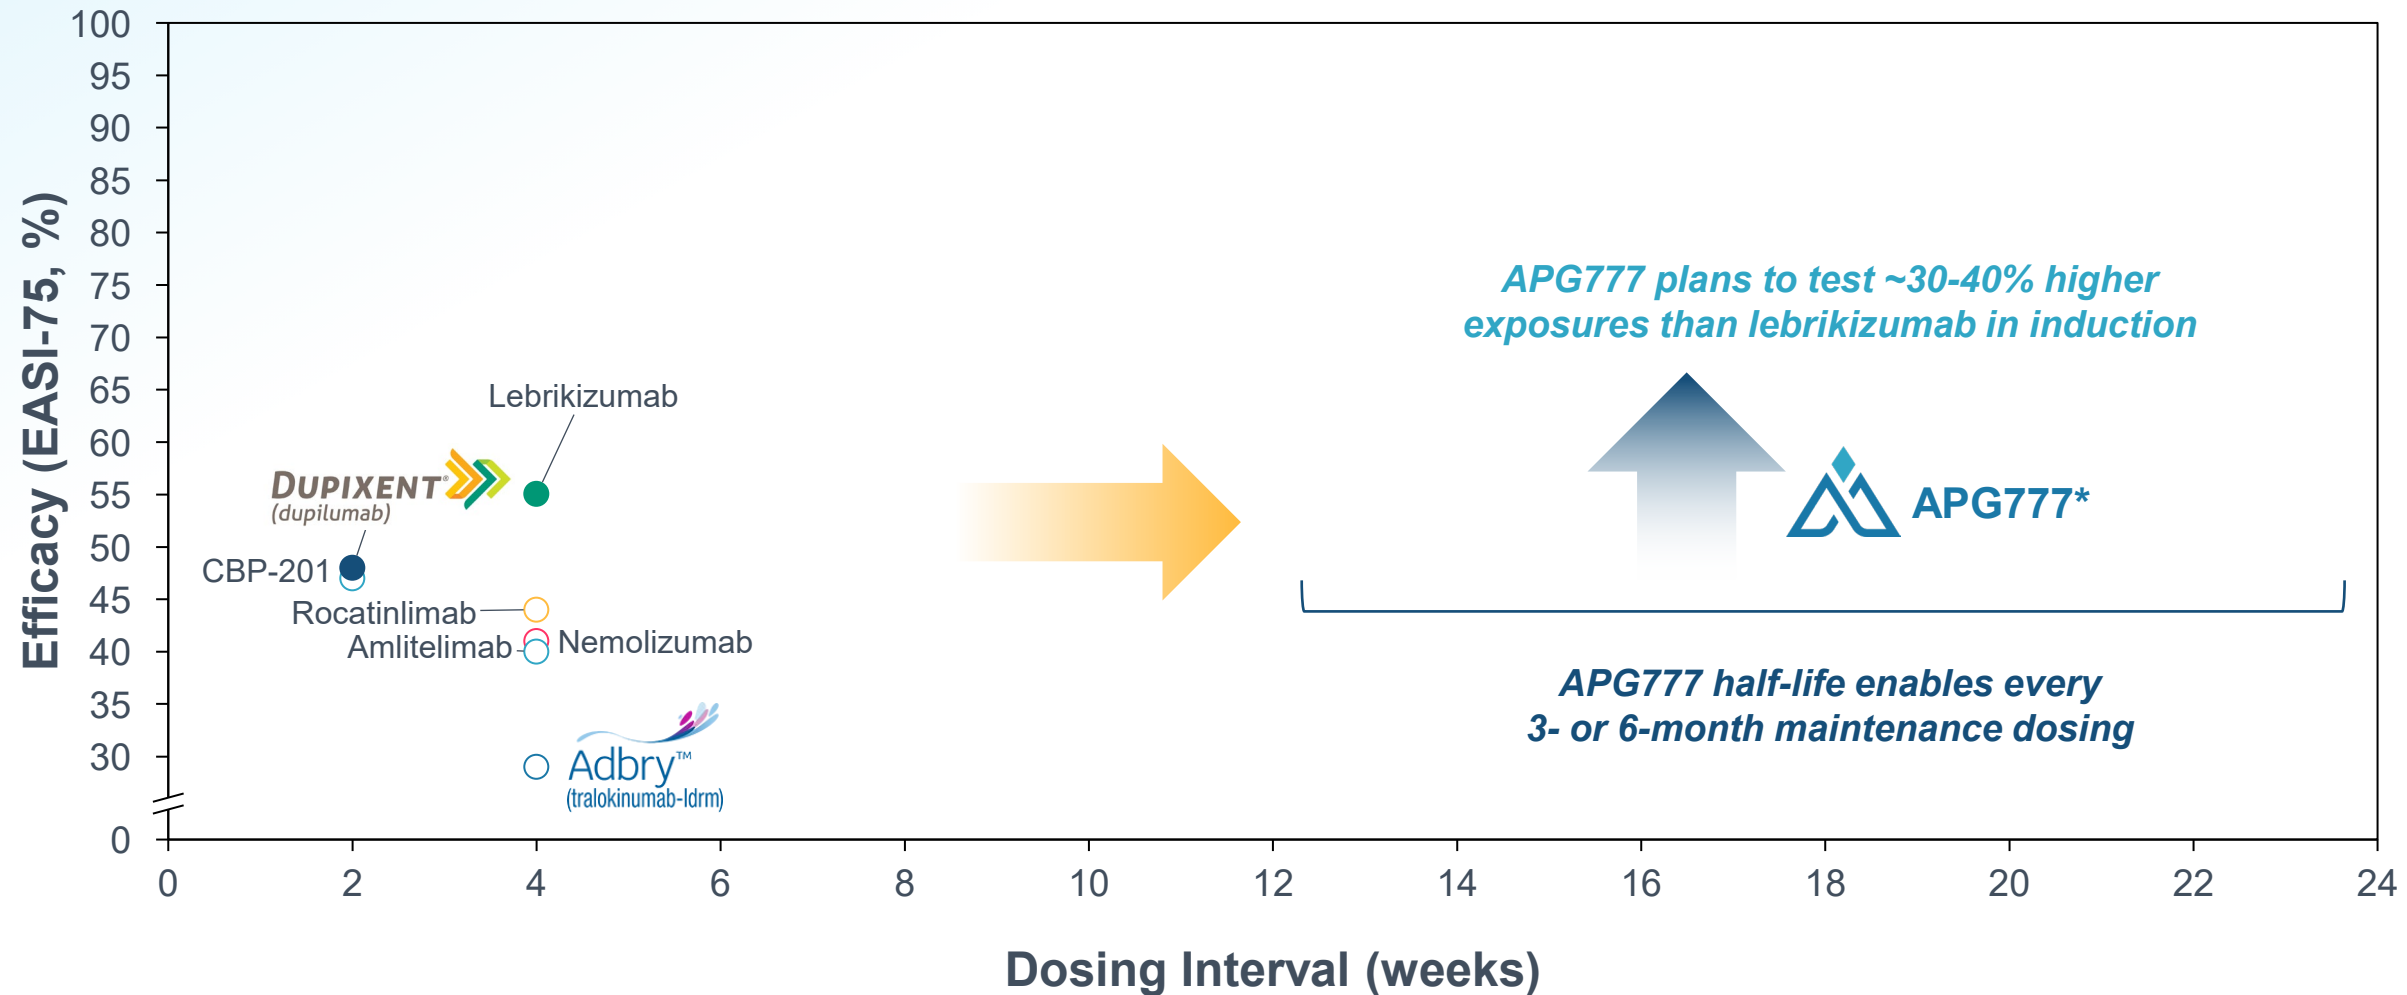 Efficacy (EASI-75, %)
100
95
90
85
80
75
70
65
60
55
50
45
40
35
30
0
APG777 plans to test ~30-40% higher
exposures than lebrikizumab in induction
Lebrikizumab
DUPIXENT®
(dupilumab)
APG777*
CBP-201
Rocatinlimab
Amlitelimab
Nemolizumab
APG777 half-life enables every
3- or 6-month maintenance dosing
Adbry™
(tralokinumab-ldrm)
0 2 4 6 8 10 12 14 16 18 20 22 24
Dosing Interval (weeks)